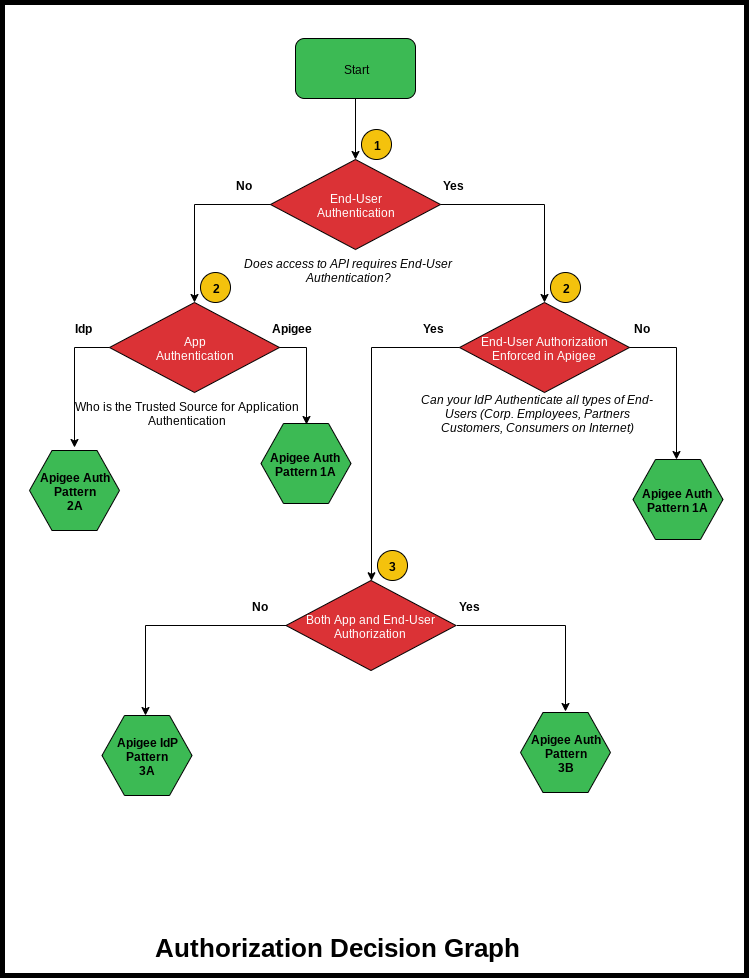 Start
1
No
Yes
End-User
Authentication
Does access to API requires End-User
Authentication?
2
2
Idp
Apigee
Yes
No
App
Authentication
End-User Authorization
Enforced in Apigee
Who is the Trusted Source for Application
Authentication
Can your IdP Authenticate all types of End-
Users (Corp. Employees, Partners
Customers, Consumers on Internet)
Apigee Auth
Pattern
2A
Apigee Auth
Pattern 1A
Apigee Auth
Pattern 1A
3
No
Yes
Both App and End-User
Authorization
Apigee IdP
Pattern
3A
Apigee Auth
Pattern
3B
Authorization Decision Graph